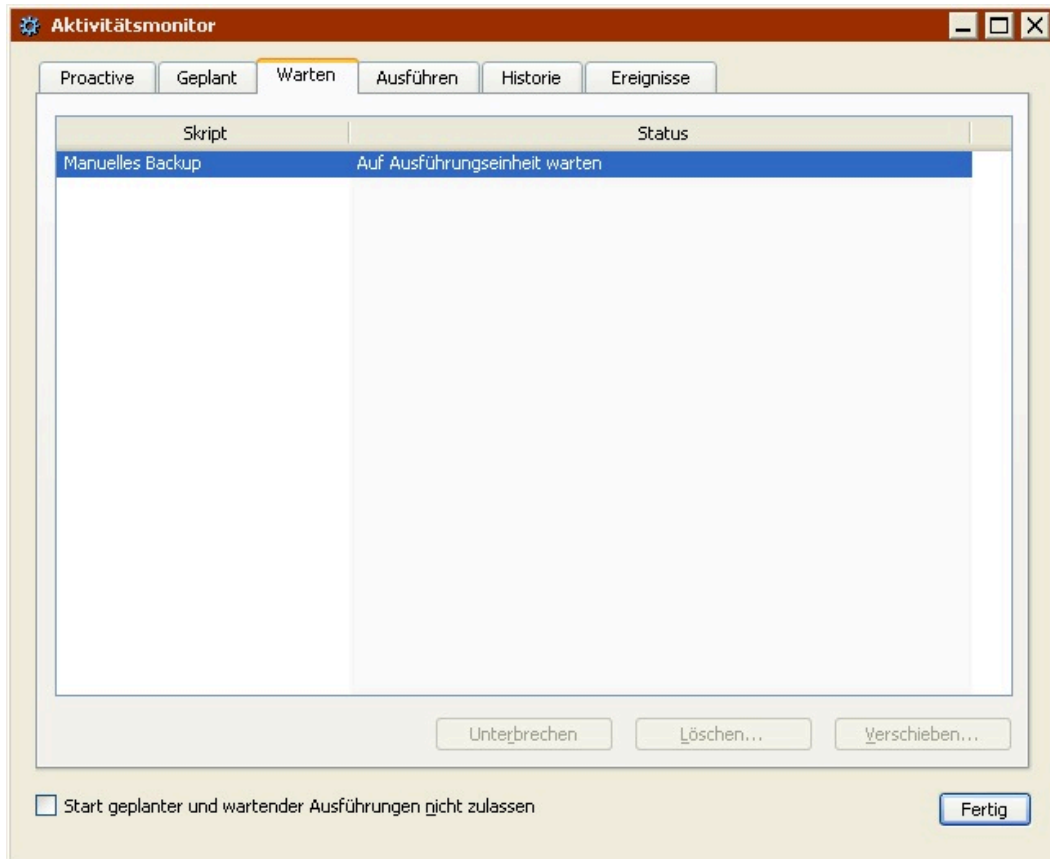 Aktivitätsmonitor
Proactive Geplant Warten Ausführen Historie Ereignisse
Skript Status
Manuelles Backup Auf Ausführungseinheit warten
Unterbrechen Löschen... Verschieben...
Start geplanter und wartender Ausführungen nicht zulassen Fertig